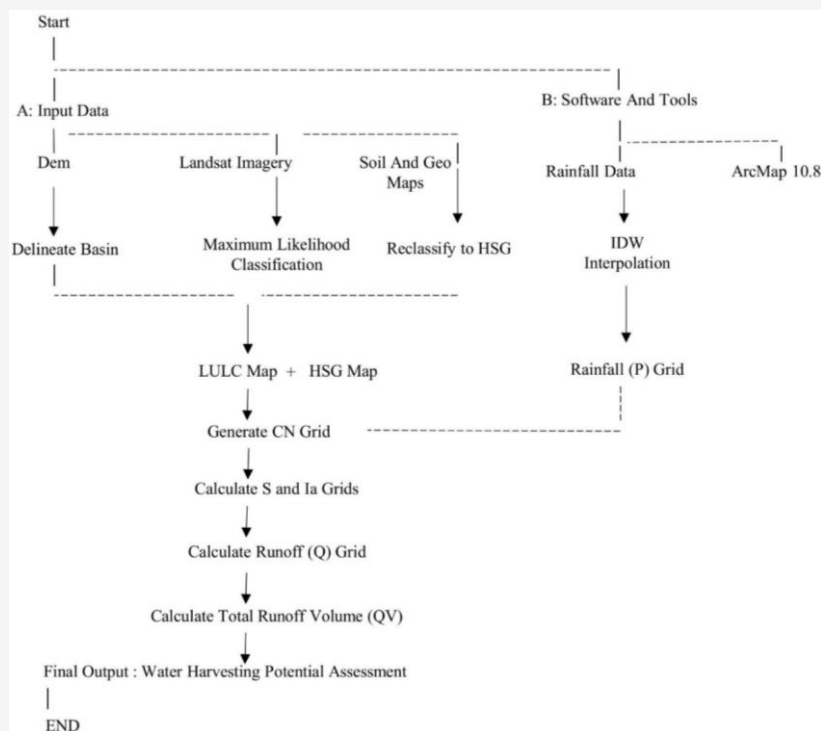 Start
A: Input Data
B: Software And Tools
Dem
Landsat Imagery
Soil And Geo
Maps
Rainfall Data
ArcMap 10.8
Delineate Basin
Maximum Likelihood
Classification
Reclassify to HSG
IDW
Interpolation
LULC Map + HSG Map
Rainfall (P) Grid
Generate CN Grid
Calculate S and Ia Grids
Calculate Runoff (Q) Grid
Calculate Total Runoff Volume (QV)
Final Output : Water Harvesting Potential Assessment
END